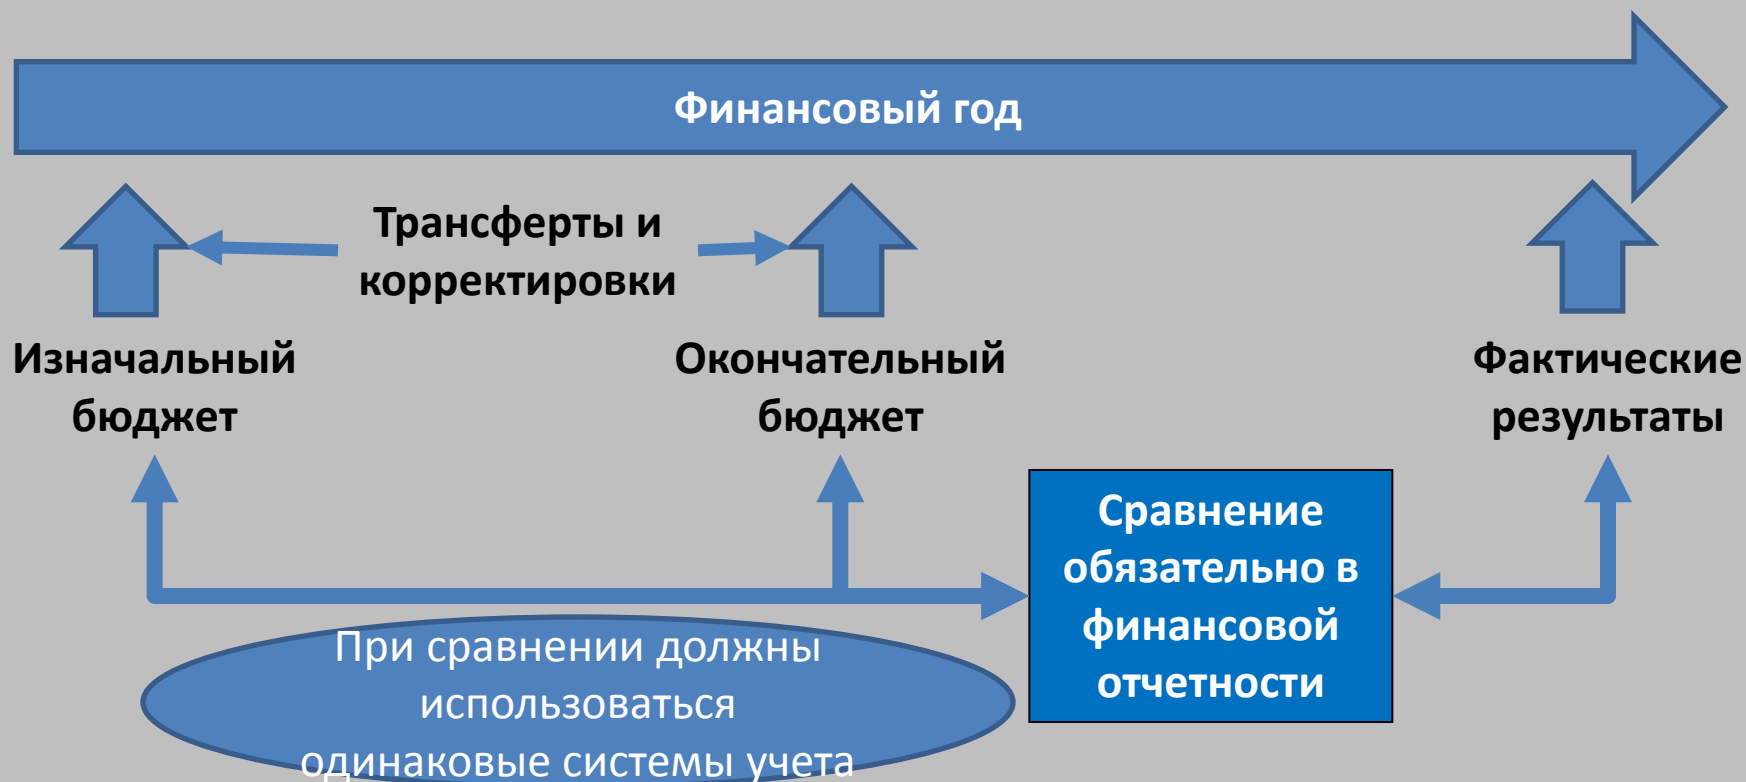 Финансовый год
Трансферты и
корректировки
Изначальный
бюджет
Окончательный
бюджет
Фактические
результаты
Сравнение
обязательно в
финансовой
отчетности
При сравнении должны
использоваться
одинаковые системы учета